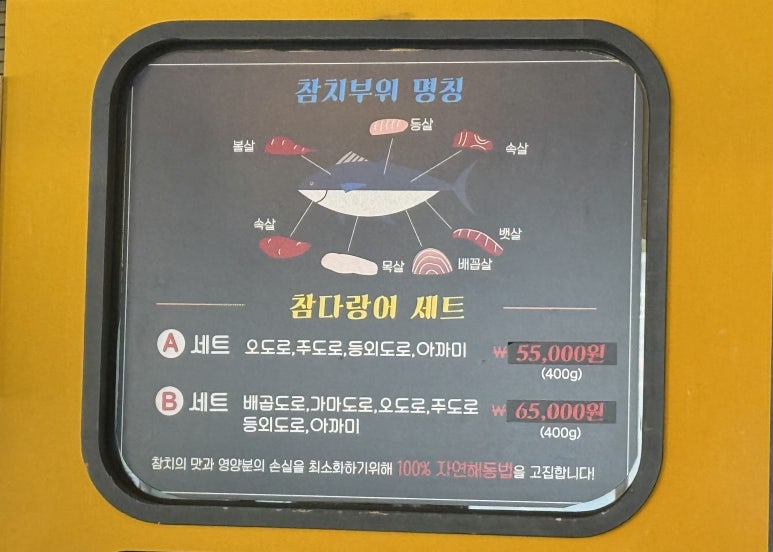 참치부위 명칭
등살
볼살
속살
속살
뱃살
목살
배꼽살
참다랑어 세트
A 세트 오도로,주도로,등외도로,아까미 ₩ 55,000원
(400g)
B 세트 배꼽도로,가마도로,오도로,주도로 ₩ 65,000원
등외도로,아까미 (400g)
참치의 맛과 영양분의 손실을 최소화하기위해 100% 자연해동법을 고집합니다!